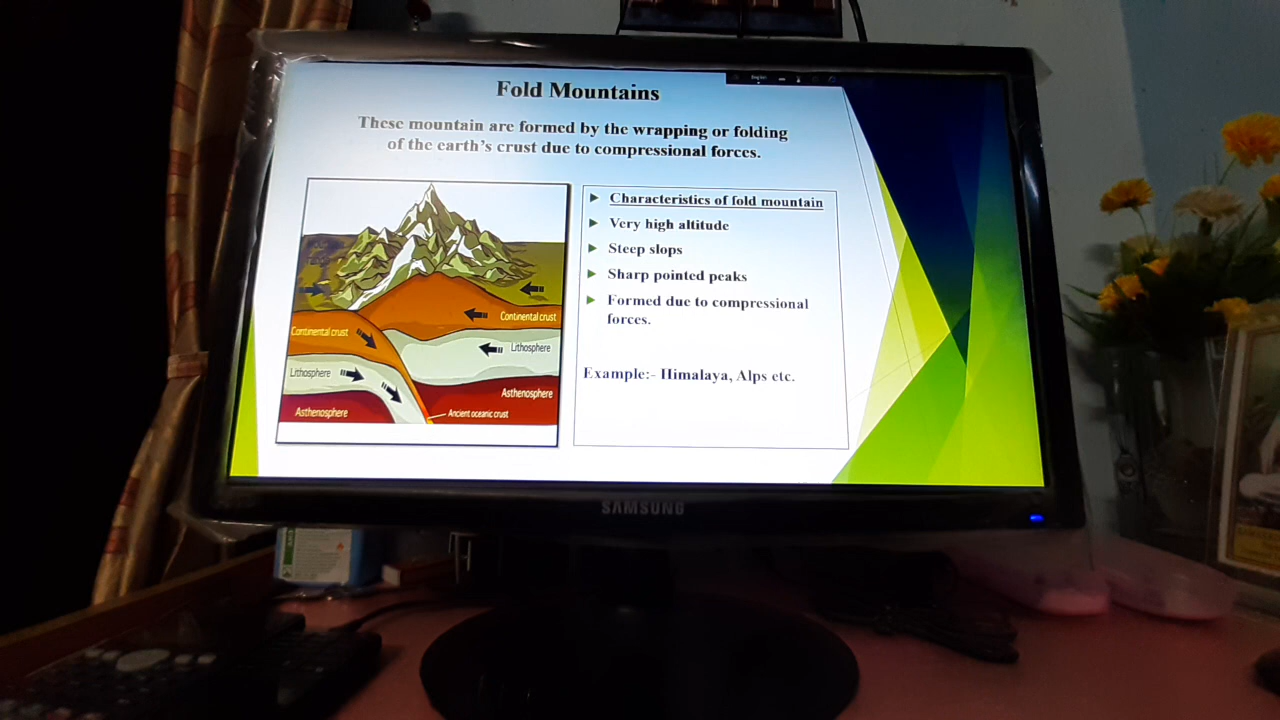 English
Fold Mountains
These mountain are formed by the wrapping or folding
of the earth's crust due to compressional forces.
Continental crust
Continental crust
Lithosphere
Lithosphere
Asthenosphere
Asthenosphere
Ancient oceanic crust
Characteristics of fold mountain
Very high altitude
Steep slops
Sharp pointed peaks
Formed due to compressional
forces.
Example:- Himalaya, Alps etc.
SAMSUNG